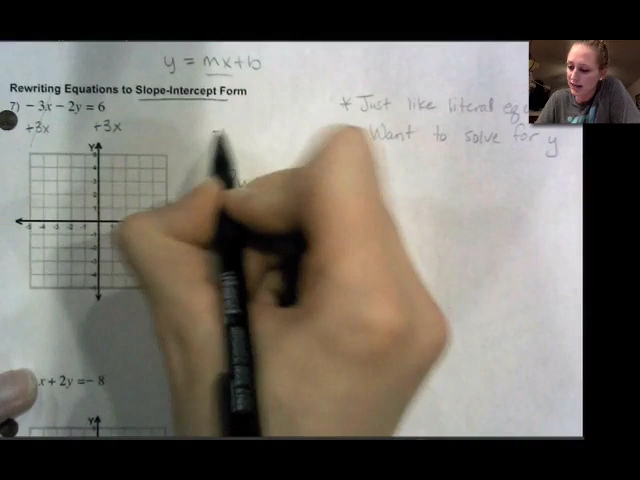 y = mx+b
Rewriting Equations to Slope-Intercept Form
* Just like literal
7) − 3x − 2y = 6
+3x +3x
Want to solve for y
Y
x + 2y = − 8
Y